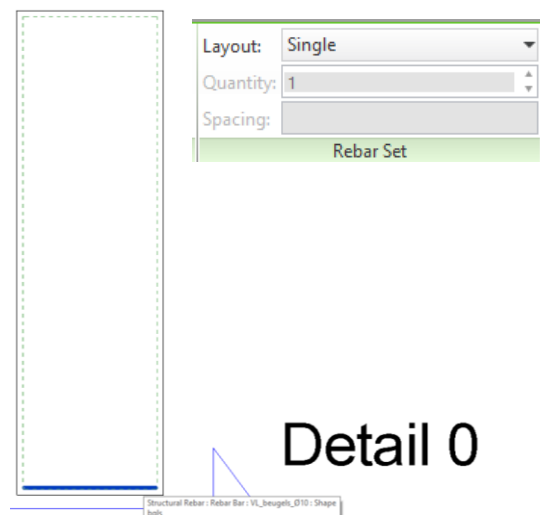 Layout: Single
Quantity: 1
Spacing:
Rebar Set
Detail 0
Structural Rebar : Rebar Bar : VL_beugels_Ø10 : Shape